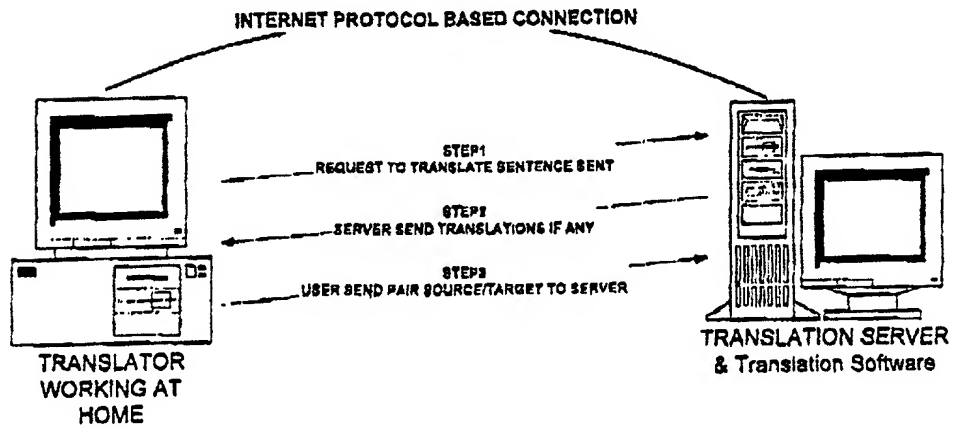 INTERNET PROTOCOL BASED CONNECTION
STEP1
REQUEST TO TRANSLATE SENTENCE SENT
STEP2
SERVER SEND TRANSLATIONS IF ANY
STEP3
USER SEND PAIR SOURCE/TARGET TO SERVER
TRANSLATOR
WORKING AT
HOME
TRANSLATION SERVER
& Translation Software